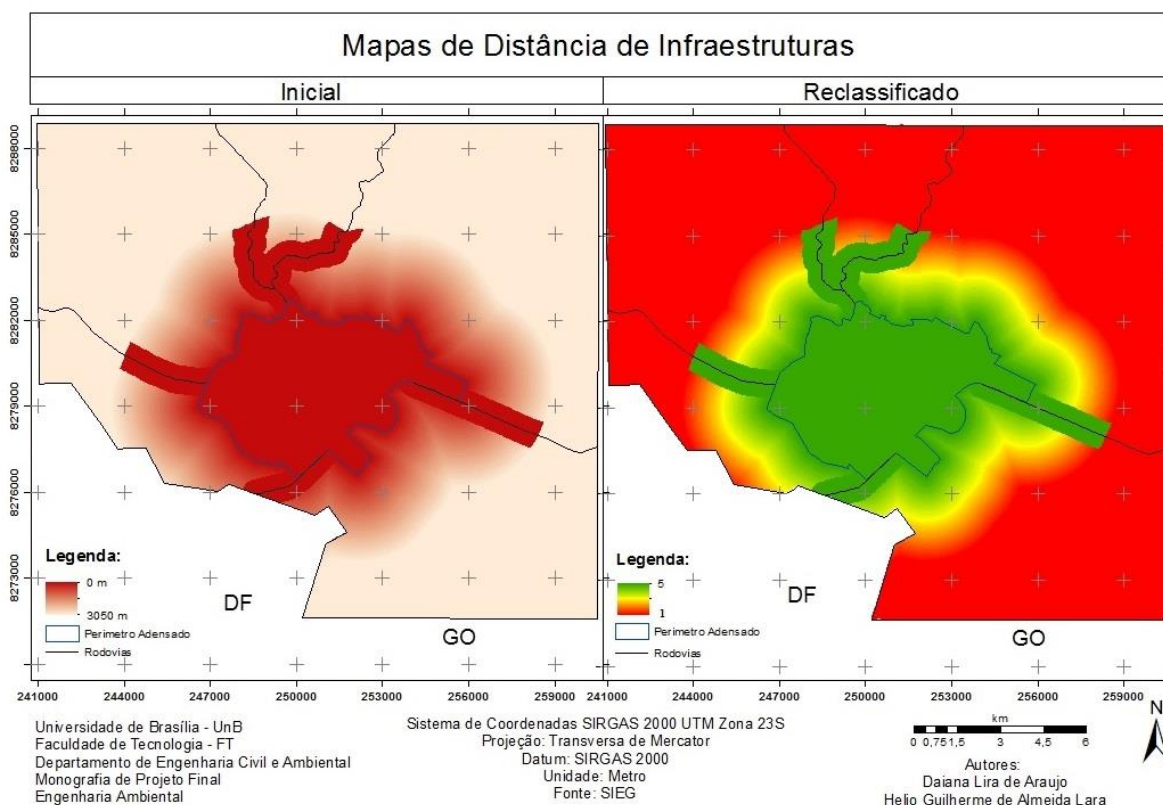 Mapas de Distância de Infraestruturas
Inicial
Reclassificado
8288000
8285000
8282000
8279000
8276000
8273000
Legenda:
0 m
3050 m
Perimetro Adensado
Rodovias
DF
GO
Legenda:
5
1
Perimetro Adensado
Rodovias
DF
GO
241000 244000 247000 250000 253000 256000 259000
241000 244000 247000 250000 253000 256000 259000
Universidade de Brasília - UnB
Faculdade de Tecnologia - FT
Departamento de Engenharia Civil e Ambiental
Monografia de Projeto Final
Engenharia Ambiental
Sistema de Coordenadas SIRGAS 2000 UTM Zona 23S
Projeção: Transversa de Mercator
Datum: SIRGAS 2000
Unidade: Metro
Fonte: SIEG
km
0 0,75 1,5 3 4,5 6
N
Autores:
Daiana Lira de Araujo
Helio Guilherme de Almeida Lara